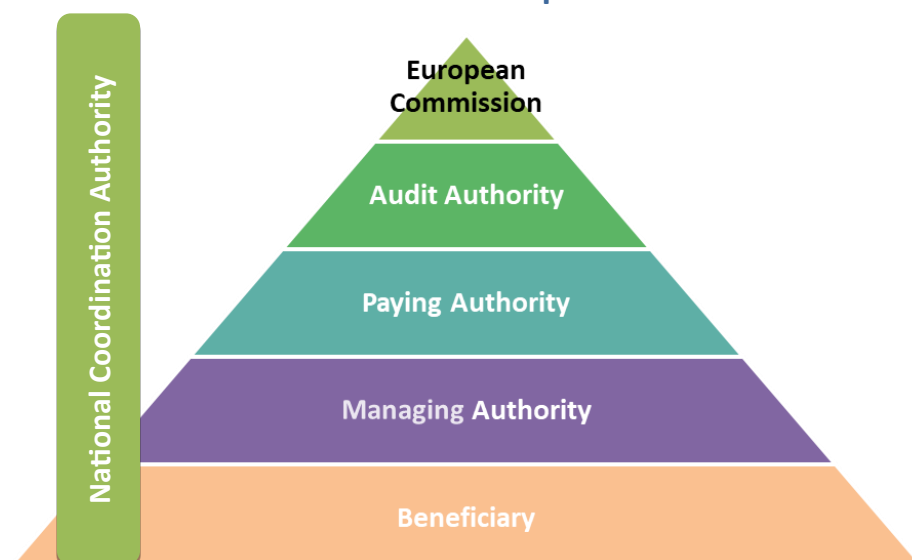 National Coordination Authority
European
Commission
Audit Authority
Paying Authority
Managing Authority
Beneficiary